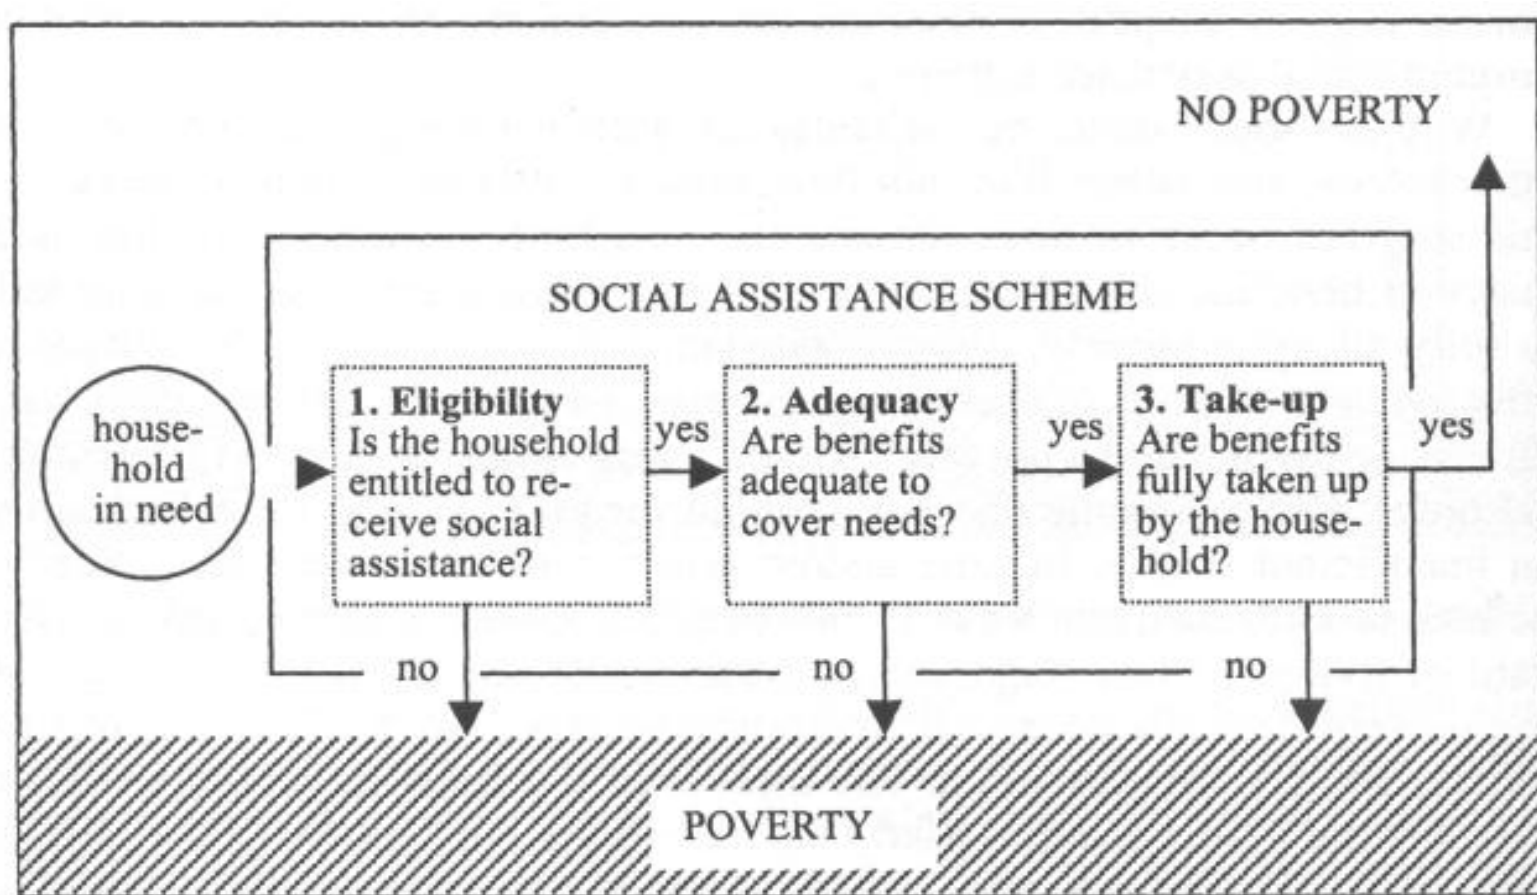 NO POVERTY
SOCIAL ASSISTANCE SCHEME
house-
hold
in need
1. Eligibility
Is the household
entitled to re-
ceive social
assistance?
yes
2. Adequacy
Are benefits
adequate to
cover needs?
yes
3. Take-up
Are benefits
fully taken up
by the house-
hold?
yes
no
no
no
POVERTY